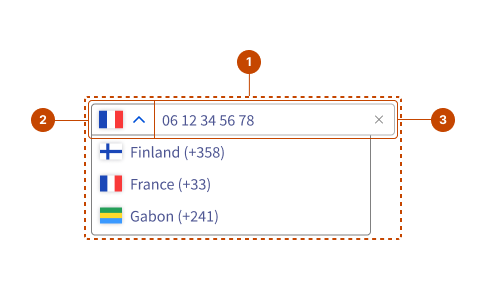 1
2
06 12 34 56 78
3
Finland (+358)
France (+33)
Gabon (+241)